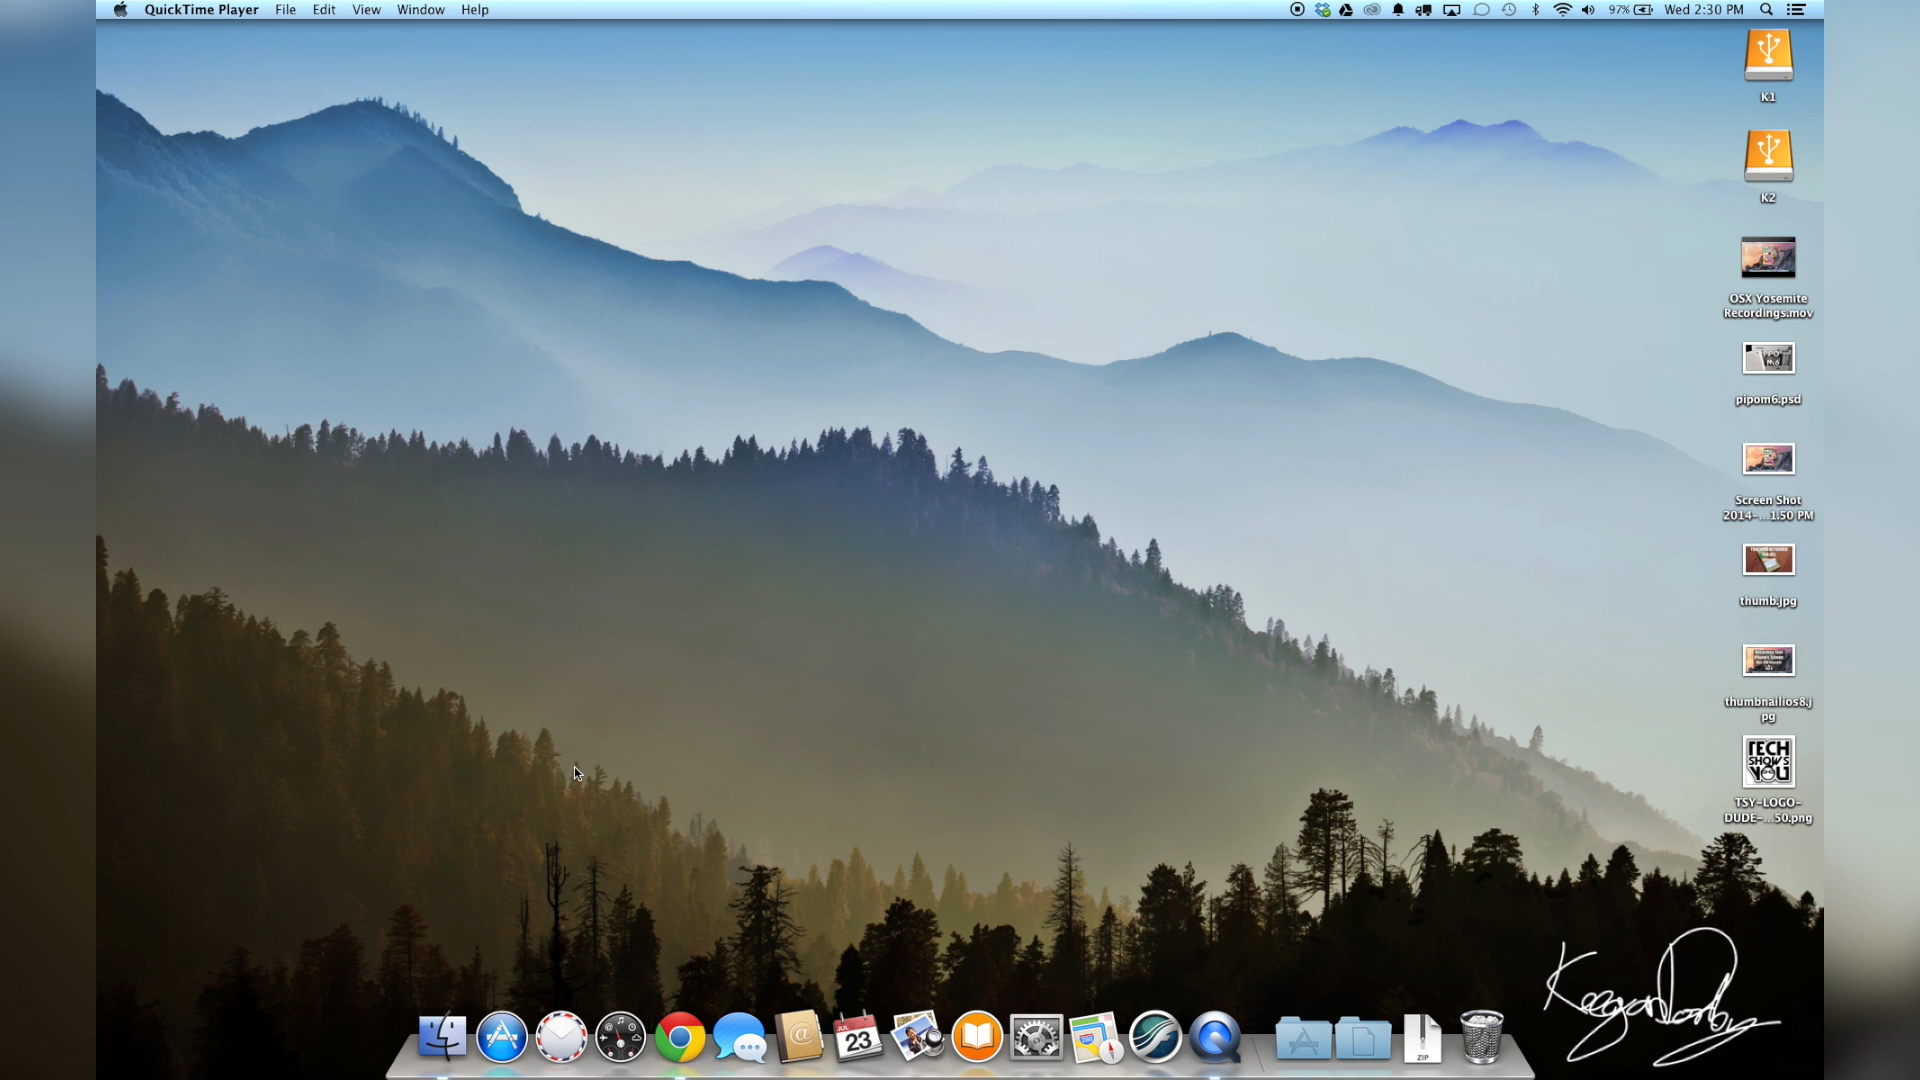 QuickTime Player File Edit View Window Help
97% Wed 2:30 PM
K1
K2
OSX Yosemite
Recordings.mov
pipom6.psd
Screen Shot
2014-...1.50 PM
thumb.jpg
thumbnailios8.j
pg
TECH
SHOWS
YOU
TSY-LOGO-
DUDE-...50.png
JUL
23
ZIP